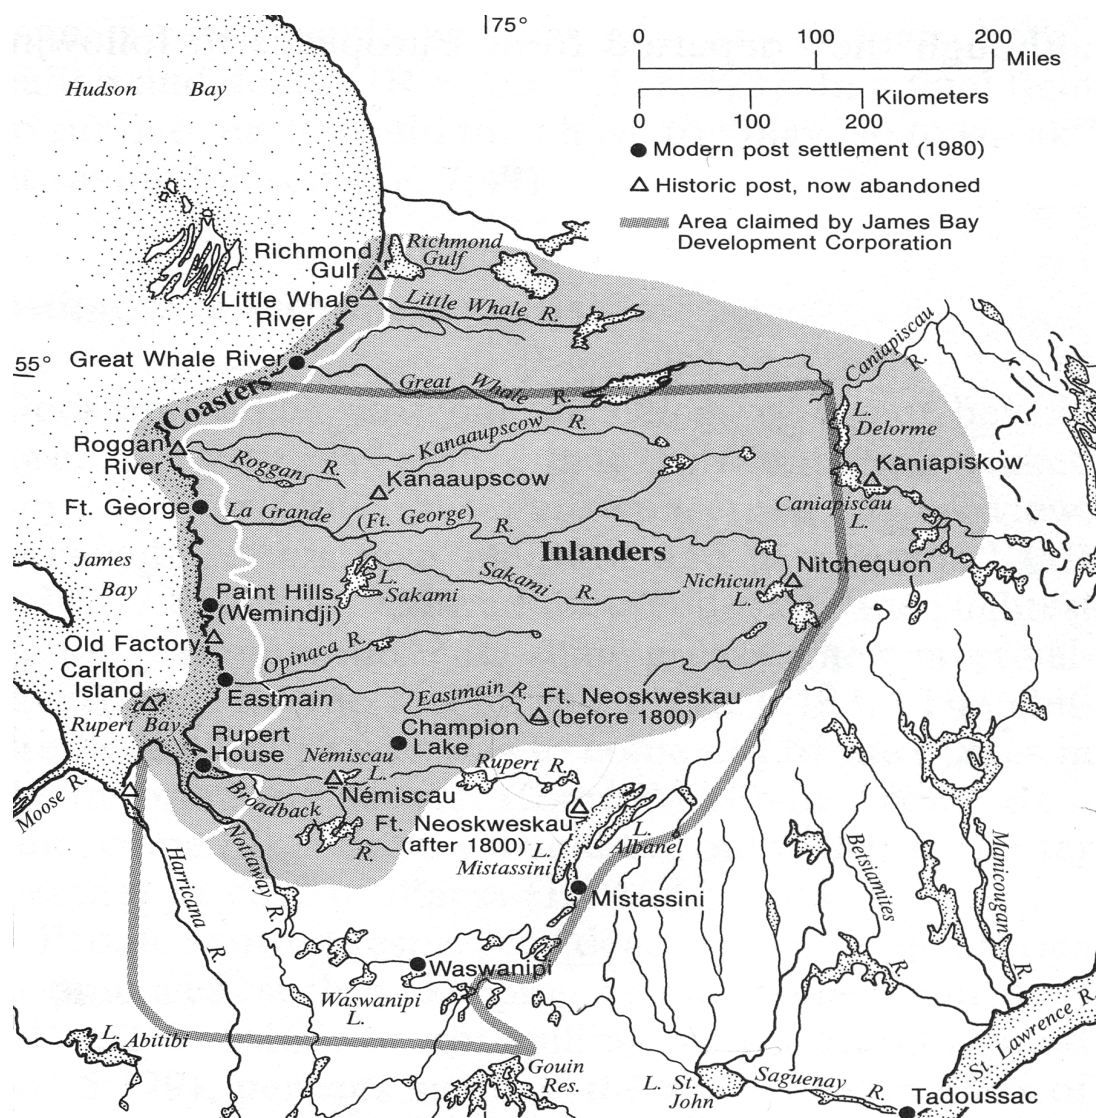 75°
0 100 200
Miles
Kilometers
0 100 200
Modern post settlement (1980)
Historic post, now abandoned
Area claimed by James Bay
Development Corporation
Hudson Bay
Richmond
Gulf
Richmond
Gulf
Little Whale
River
Little Whale R.
55°
Great Whale River
Great Whale R.
Caniapiscau
R.
Coasters
L.
Delorme
Roggan
River
Roggan R.
Kanaaupscow R.
Kanaaupscow
Kaniapiskow
Caniapiscau
L.
Ft. George
La Grande (Ft. George) R.
Inlanders
James
Bay
L.
Sakami
Sakami
R.
Nichicun
L.
Nitchequon
Paint Hills
(Wemindji)
Old Factory
Opinaca R.
Carlton
Island
Eastmain
Eastmain R.
Ft. Neoskweskau
(before 1800)
Rupert Bay
Rupert
House
Champion
Lake
Némiscau
L.
Rupert R.
Némiscau
Moose R.
Broadback
R.
Ft. Neoskweskau
(after 1800)
L.
Albanel
L.
Mistassini
Nottaway R.
Harricana R.
Mistassini
Betsiamites
R.
Manicougan
R.
Waswanipi
Waswanipi
L.
L.
Abitibi
Gouin
Res.
L. St.
John
Saguenay R.
St. Lawrence R.
Tadoussac